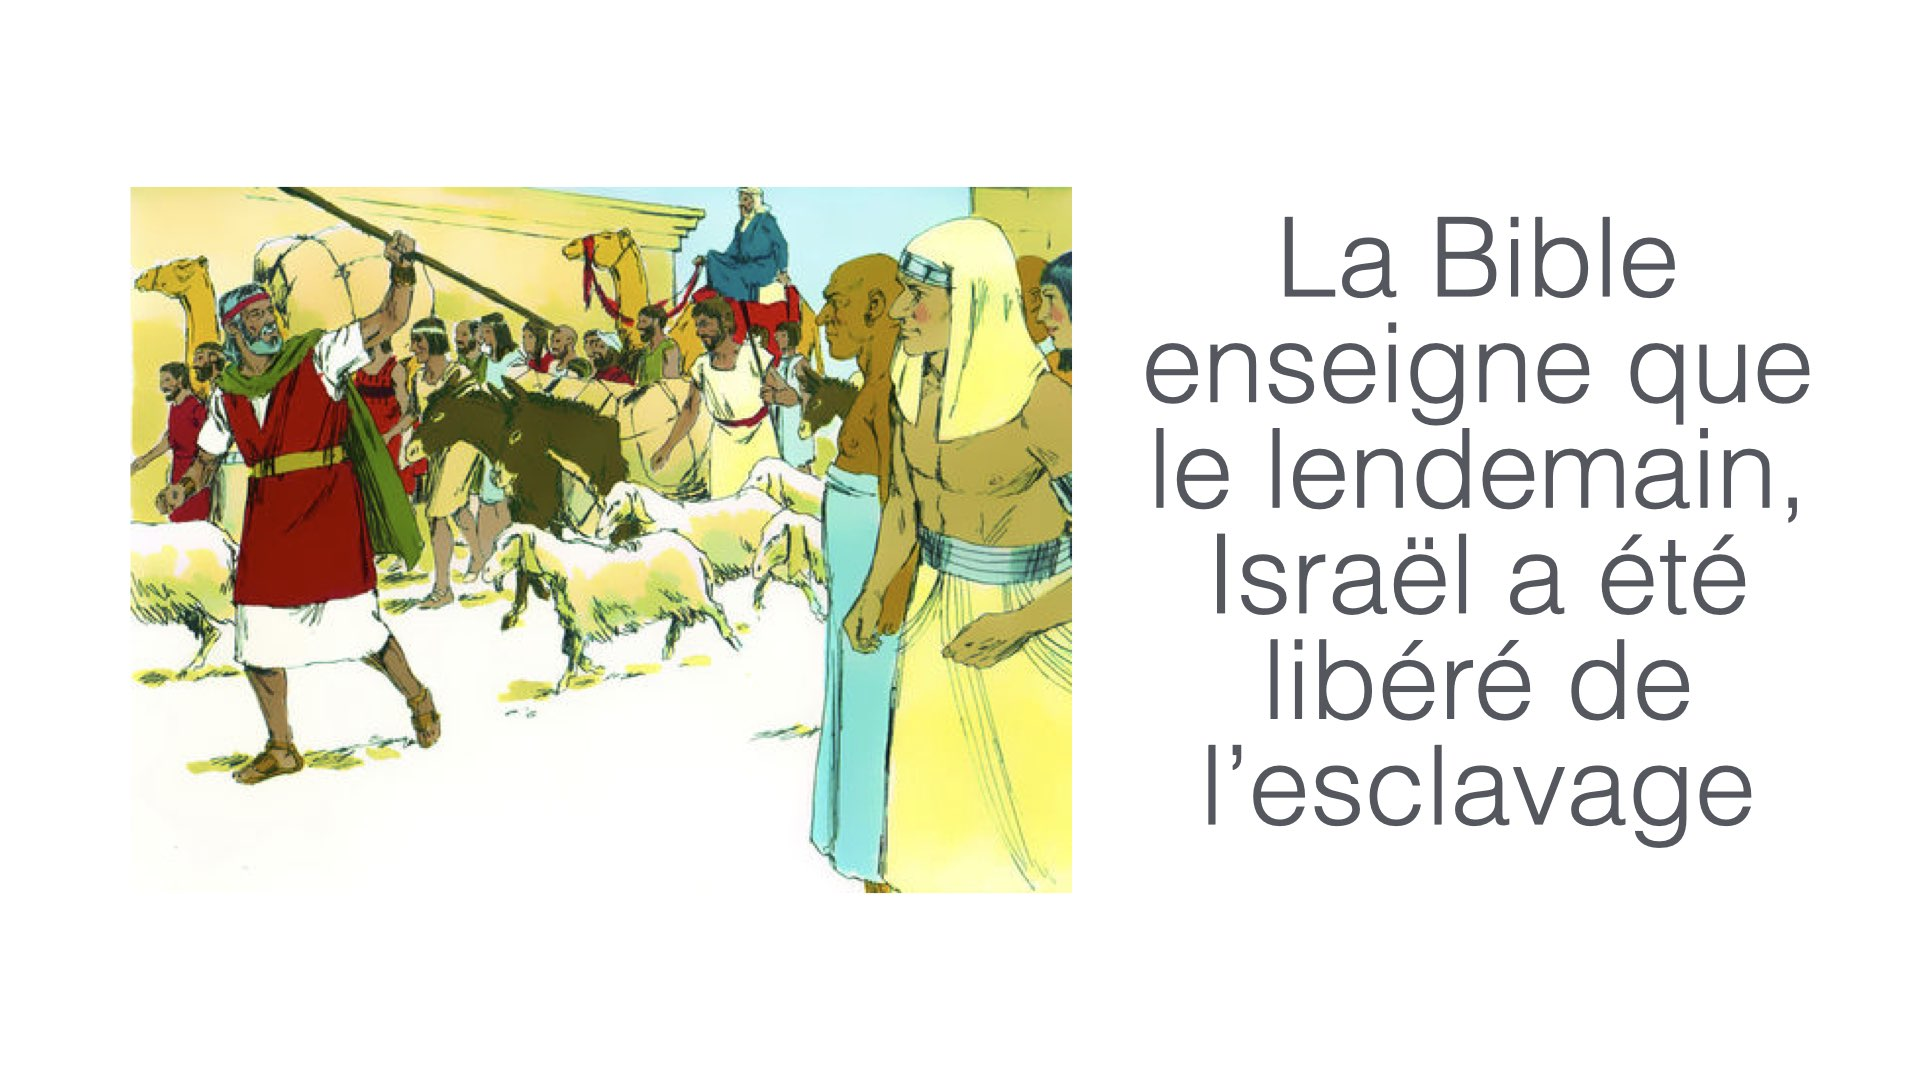 La Bible
enseigne que
le lendemain,
Israël a été
libéré de
l’esclavage